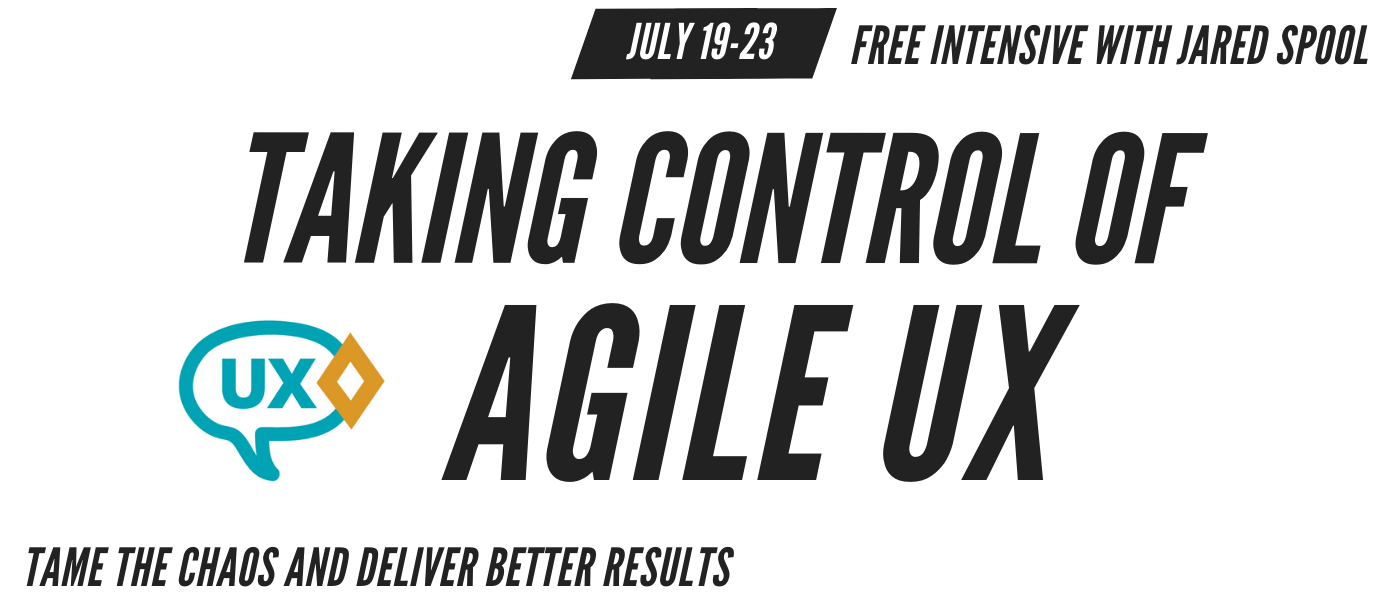 JULY 19-23 FREE INTENSIVE WITH JARED SPOOL
TAKING CONTROL OF
AGILE UX
UX
TAME THE CHAOS AND DELIVER BETTER RESULTS